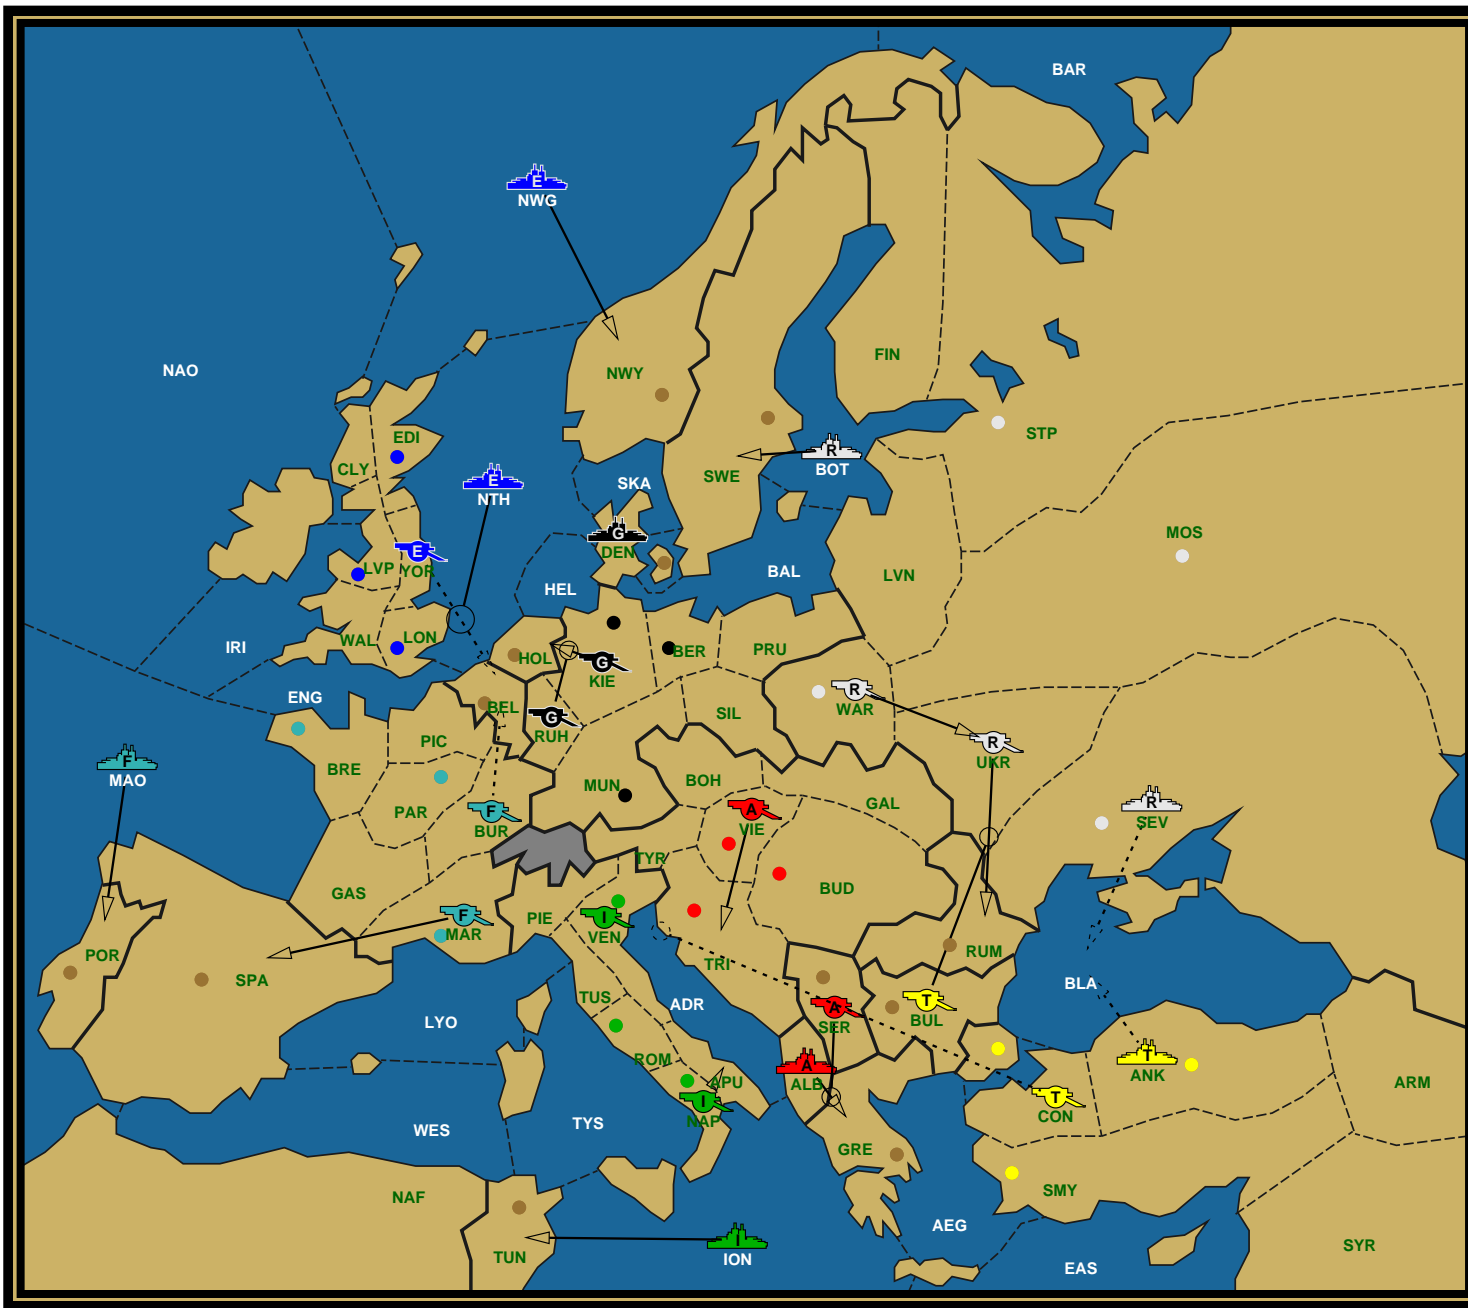 BAR
E
NWG
NAO
FIN
NWY
EDI
STP
CLY
R
BOT
SWE
SKA
E
NTH
MOS
G
DEN
E
YOR
LVP
BAL
LVN
HEL
WAL
LON
IRI
PRU
BER
HOL
G
KIE
ENG
R
WAR
BEL
SIL
G
RUH
PIC
R
UKR
F
MAO
BRE
MUN
BOH
R
SEV
GAL
PAR
F
BUR
A
VIE
TYR
BUD
GAS
F
MAR
PIE
I
VEN
POR
SPA
TRI
RUM
BLA
TUS
ADR
T
BUL
A
SER
LYO
ROM
A
ALB
T
ANK
APU
ARM
I
NAP
T
CON
WES
TYS
GRE
SMY
NAF
AEG
I
ION
TUN
EAS
SYR